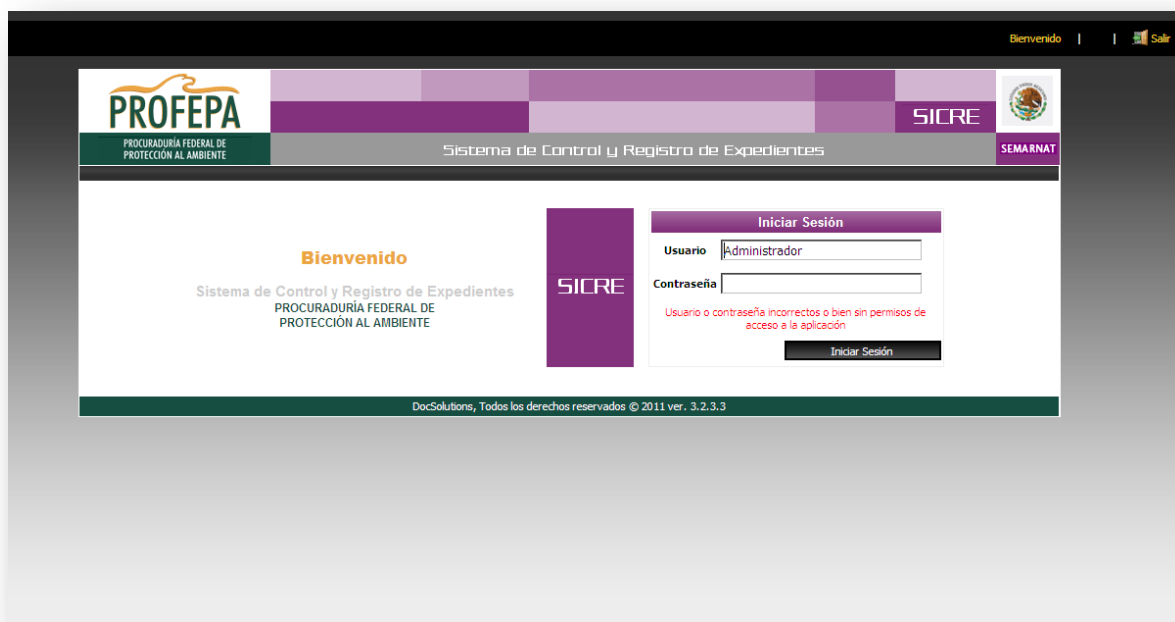 Bienvenido | | Salir
PROFEPA
PROCURADURÍA FEDERAL DE
PROTECCIÓN AL AMBIENTE
SICRE
Sistema de Control y Registro de Expedientes
SEMARNAT
Bienvenido
Sistema de Control y Registro de Expedientes
PROCURADURÍA FEDERAL DE
PROTECCIÓN AL AMBIENTE
SICRE
Iniciar Sesión
Usuario Administrador
Contraseña
Usuario o contraseña incorrectos o bien sin permisos de
acceso a la aplicación
Iniciar Sesión
DocSolutions, Todos los derechos reservados © 2011 ver. 3.2.3.3